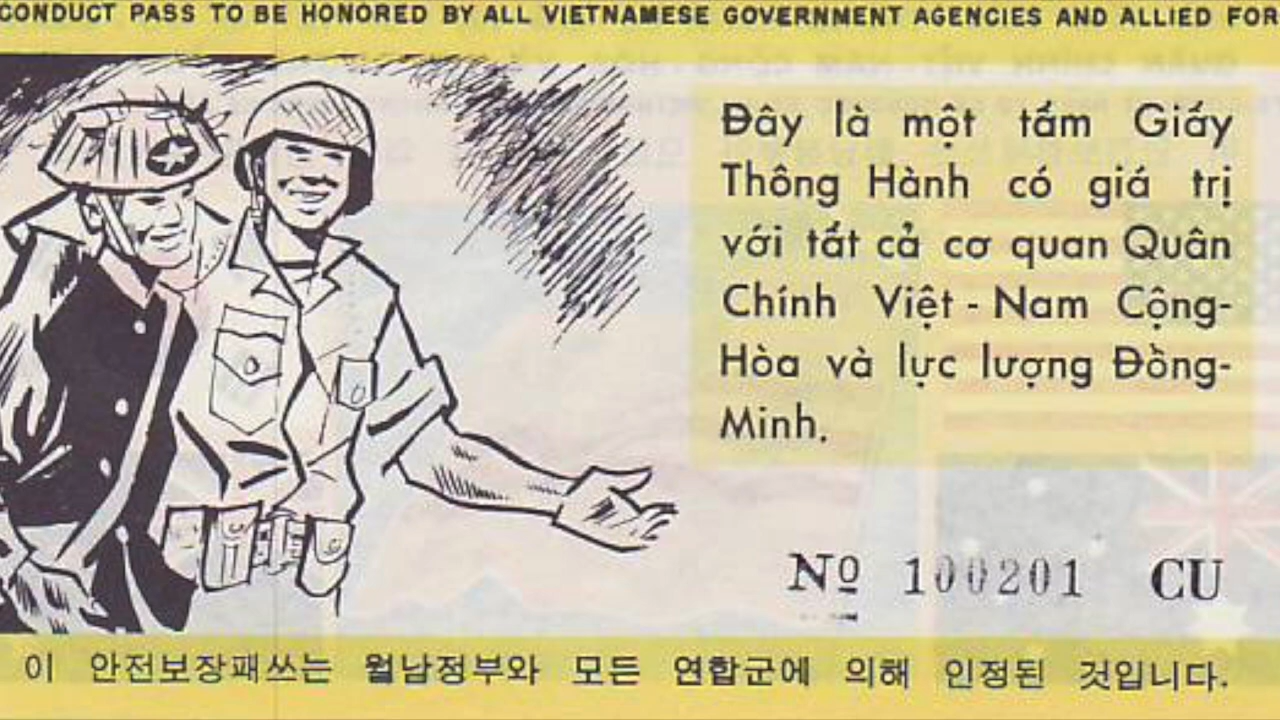 CONDUCT PASS TO BE HONORED BY ALL VIETNAMESE GOVERNMENT AGENCIES AND ALLIED FOR
Đây là một tấm Giấy
Thông Hành có giá trị
với tất cả cơ quan Quân
Chính Việt - Nam Cộng-
Hòa và lực lượng Đồng-
Minh.
Nº 100201 CU
이 안전보장패쓰는 월남정부와 모든 연합군에 의해 인정된 것입니다.